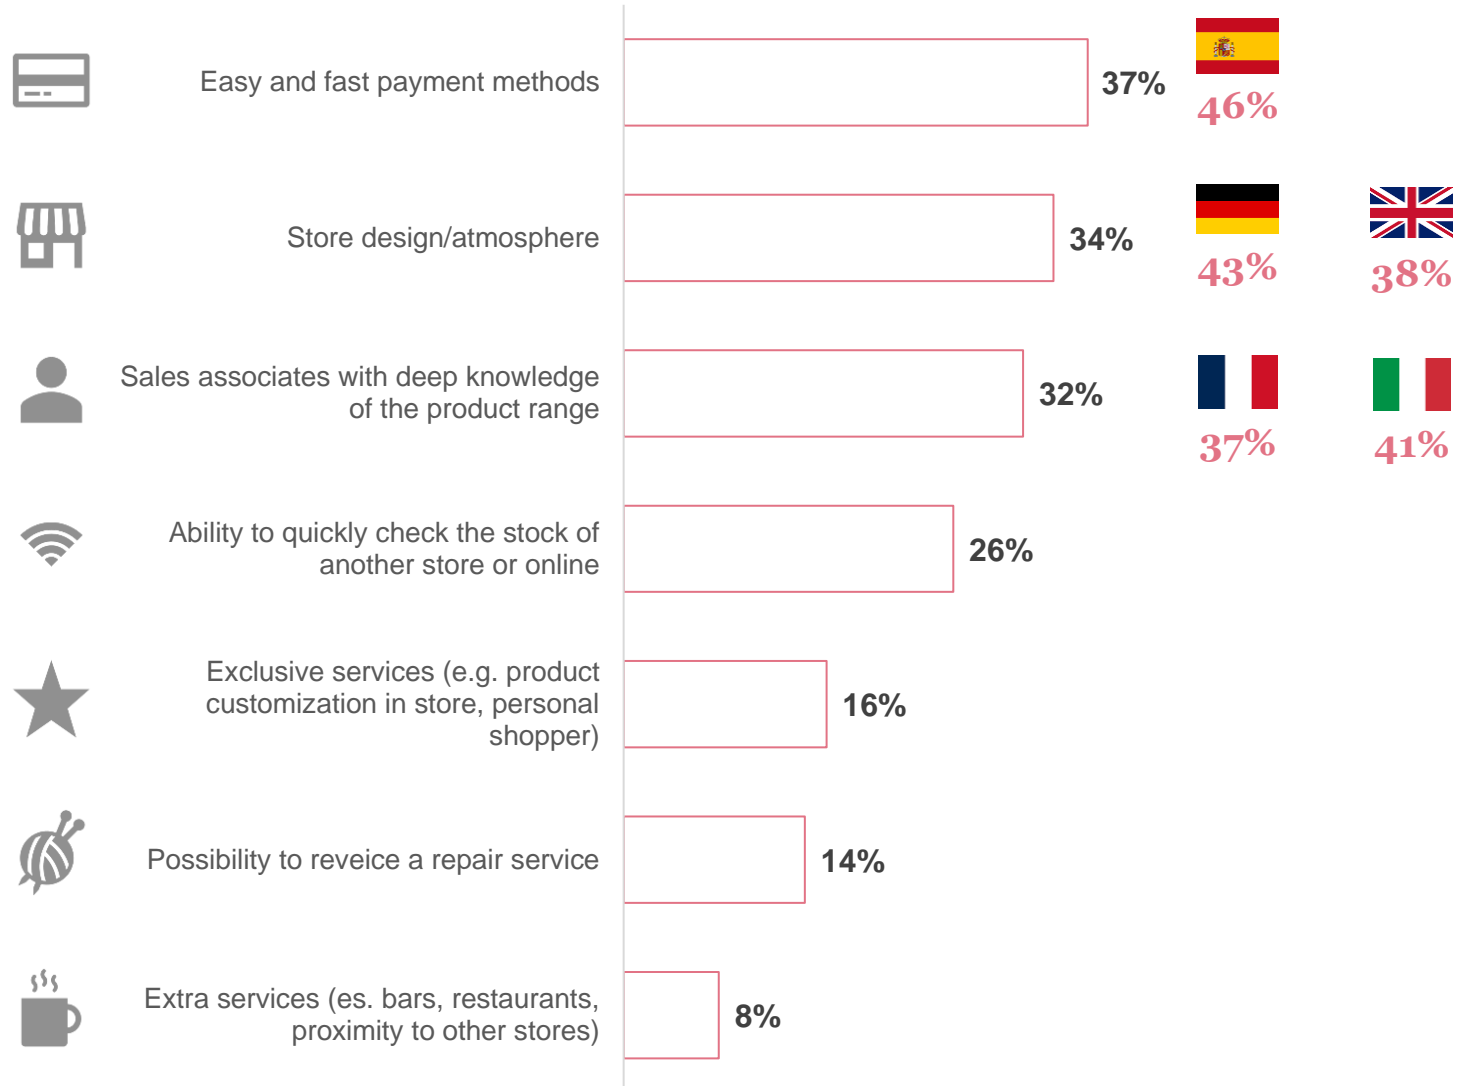 Easy and fast payment methods
37%
46%
Store design/atmosphere
34%
43%
38%
Sales associates with deep knowledge
of the product range
32%
37%
41%
Ability to quickly check the stock of
another store or online
26%
Exclusive services (e.g. product
customization in store, personal
shopper)
16%
Possibility to reveice a repair service
14%
Extra services (es. bars, restaurants,
proximity to other stores)
8%